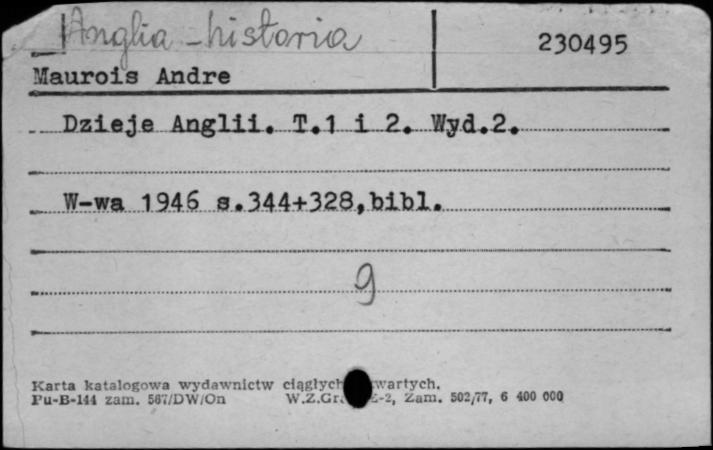 Anglia - historia
230495
Maurois Andre
Dzieje Anglii. T.1 i 2. Wyd.2.
W-wa 1946 s.344+328,bibl.
9
Karta katalogowa wydawnictw ciągłych wartych.
Pu-B-144 zam. 567/DW/On W.Z.Gr. -2, Zam. 502/77, 6 400 000